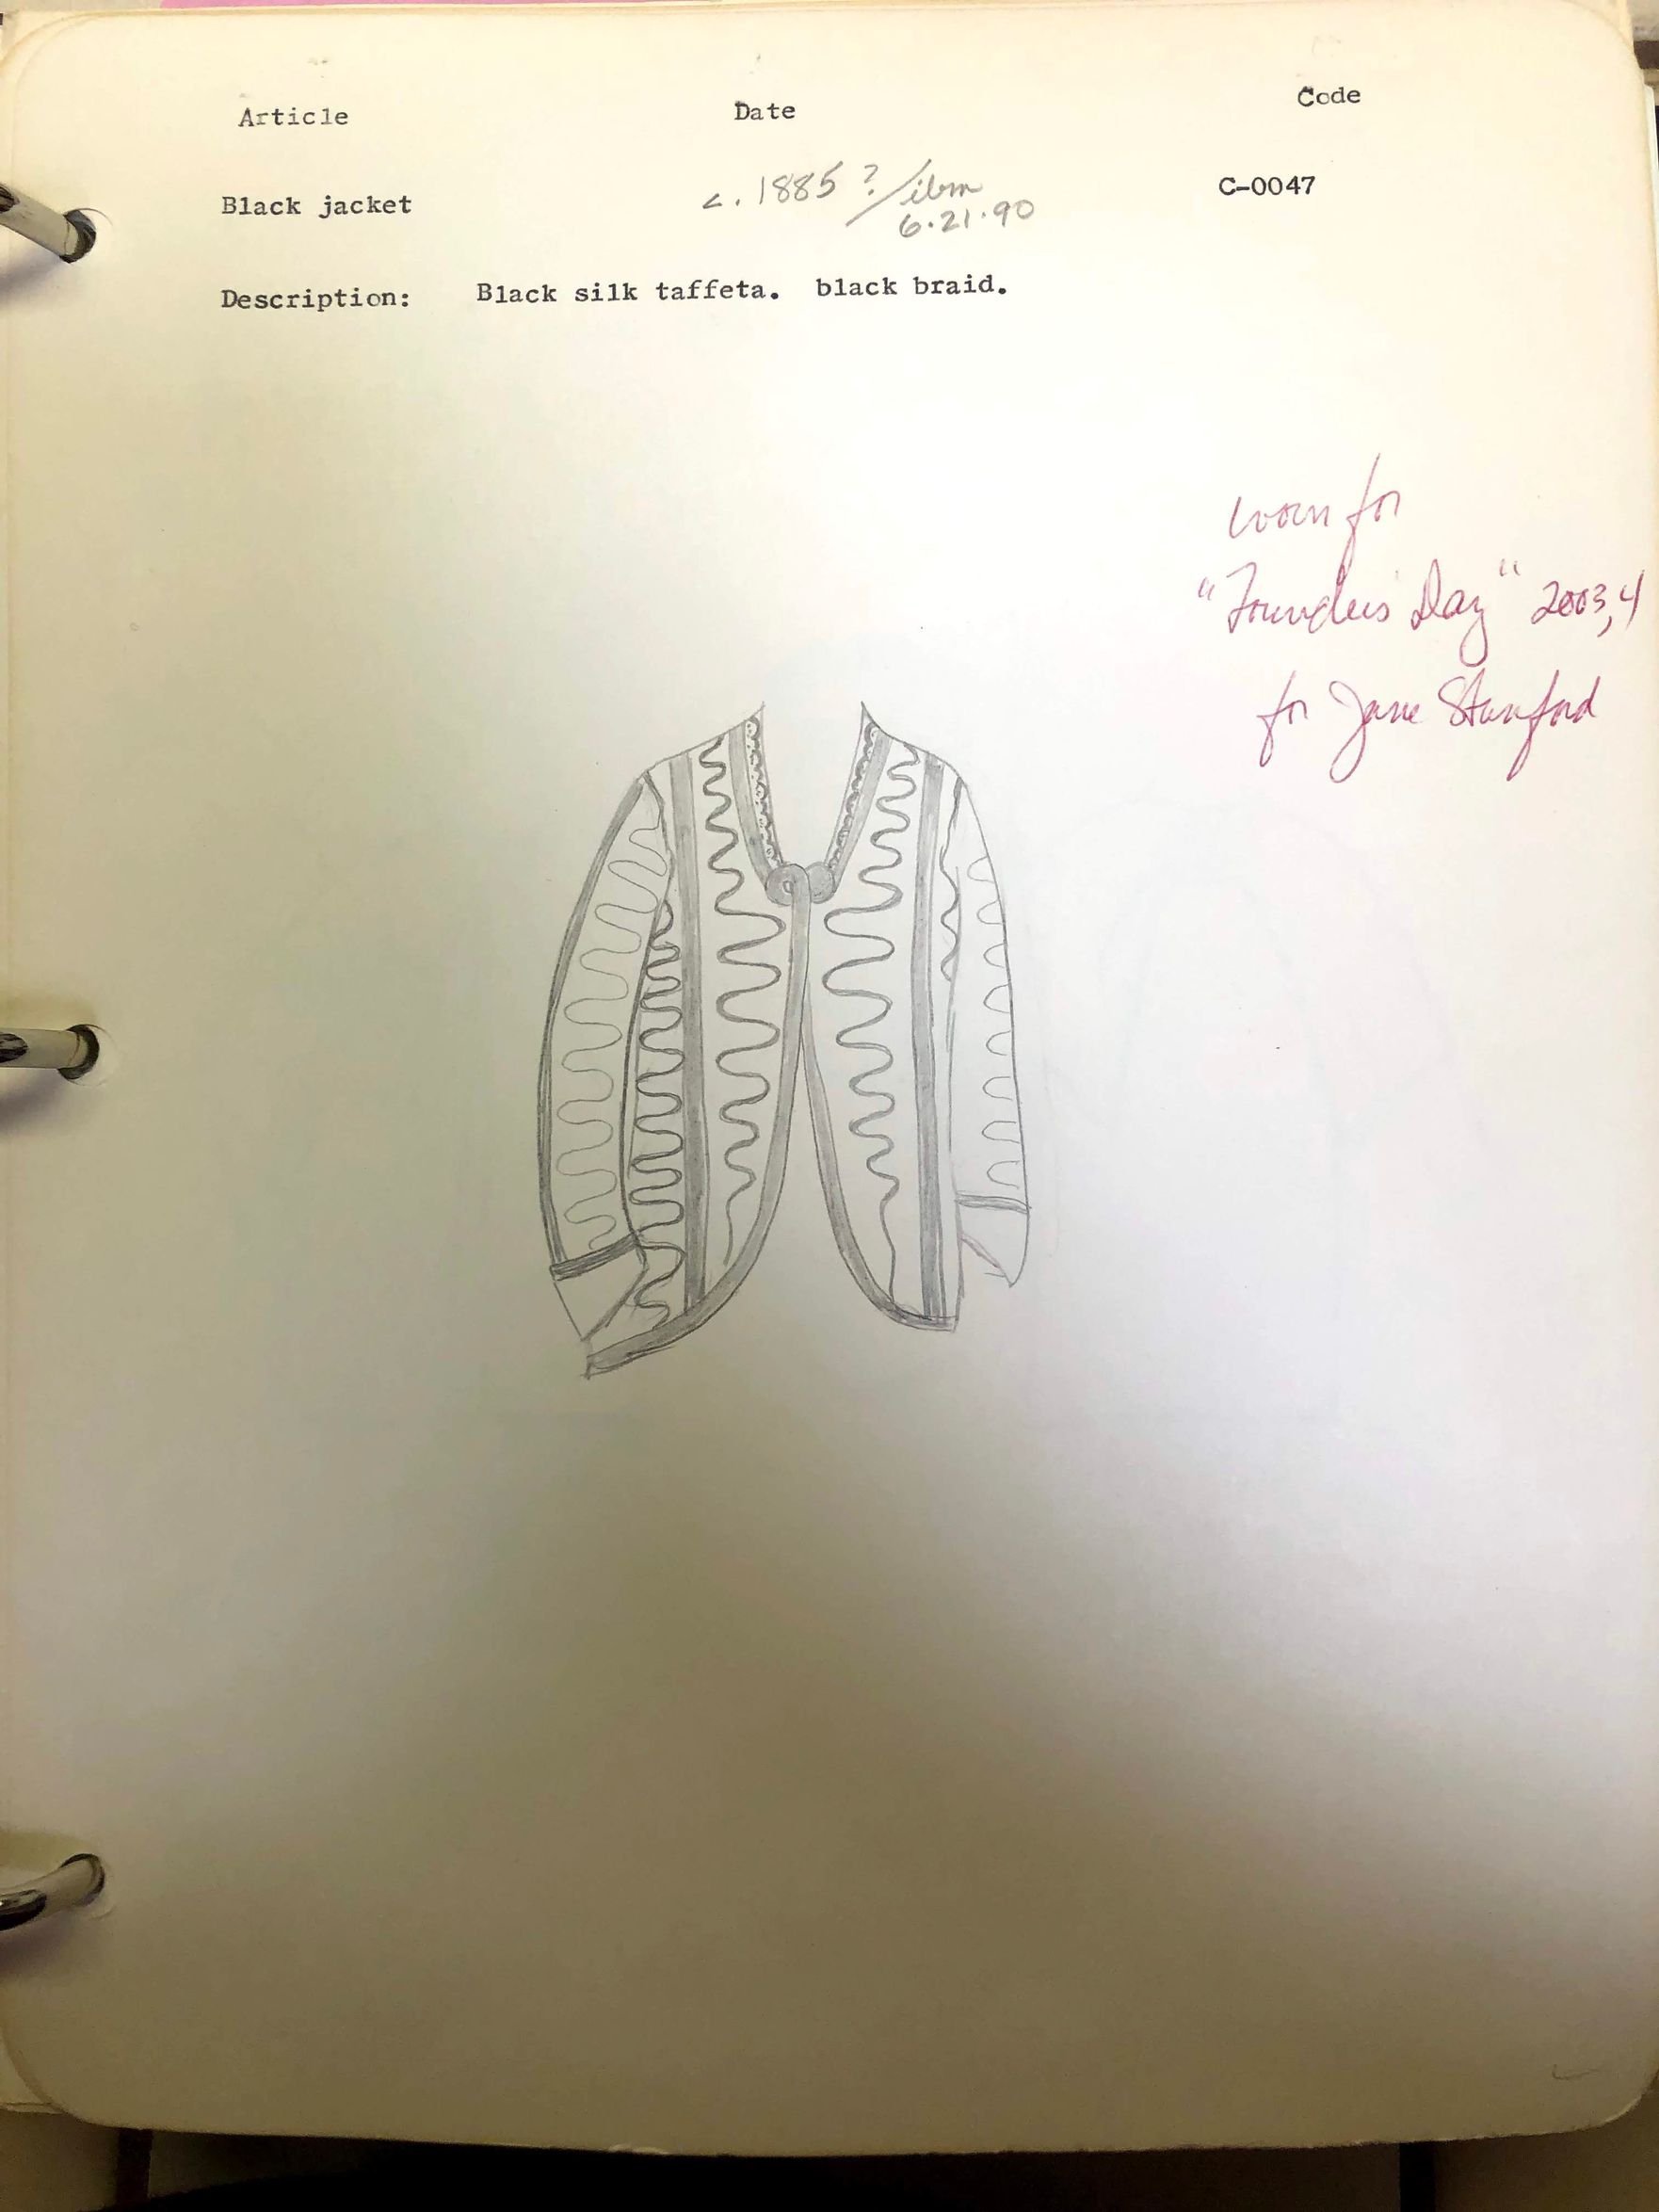 Article Date Code
Black jacket c. 1885 ? / ibm C-0047
6.21.90
Description: Black silk taffeta. black braid.
worn for
"Founders Day" 2003,4
for Jane Stanford